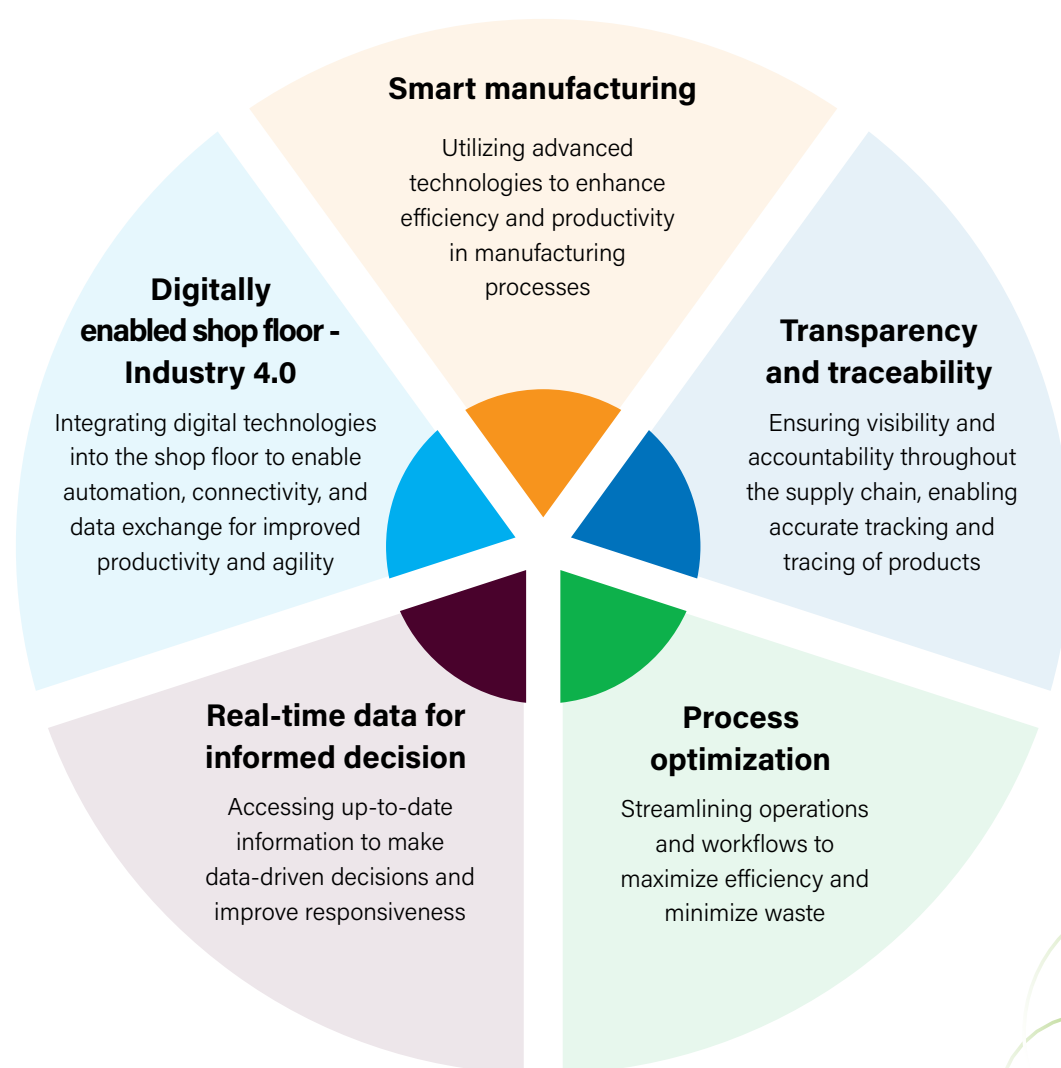 Smart manufacturing
Utilizing advanced
technologies to enhance
efficiency and productivity
in manufacturing
processes
Transparency
and traceability
Ensuring visibility and
accountability throughout
the supply chain, enabling
accurate tracking and
tracing of products
Process
optimization
Streamlining operations
and workflows to
maximize efficiency and
minimize waste
Real-time data for
informed decision
Accessing up-to-date
information to make
data-driven decisions and
improve responsiveness
Digitally
enabled shop floor -
Industry 4.0
Integrating digital technologies
into the shop floor to enable
automation, connectivity, and
data exchange for improved
productivity and agility